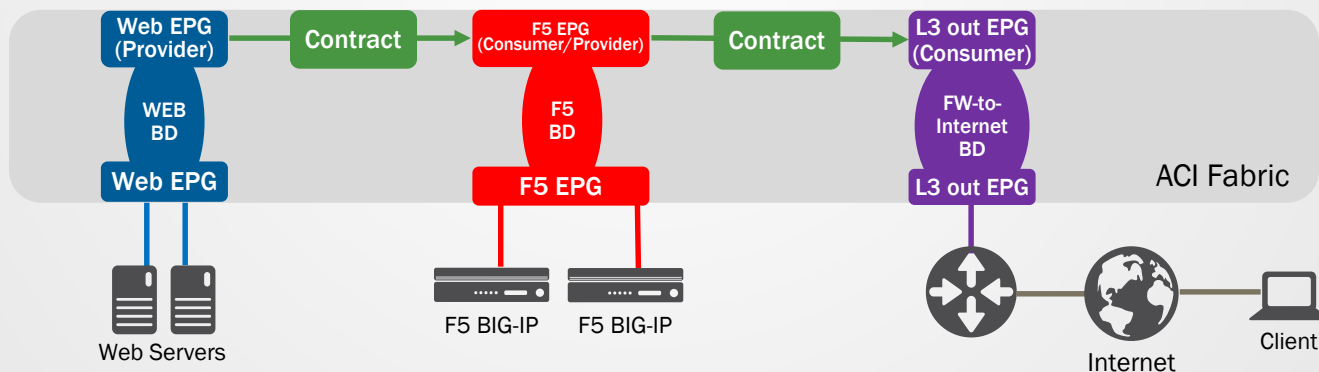 Web EPG
(Provider)
Contract
F5 EPG
(Consumer/Provider)
Contract
L3 out EPG
(Consumer)
WEB
BD
F5
BD
FW-to-
Internet
BD
Web EPG
F5 EPG
L3 out EPG
ACI Fabric
Web Servers
F5 BIG-IP
F5 BIG-IP
Internet
Client